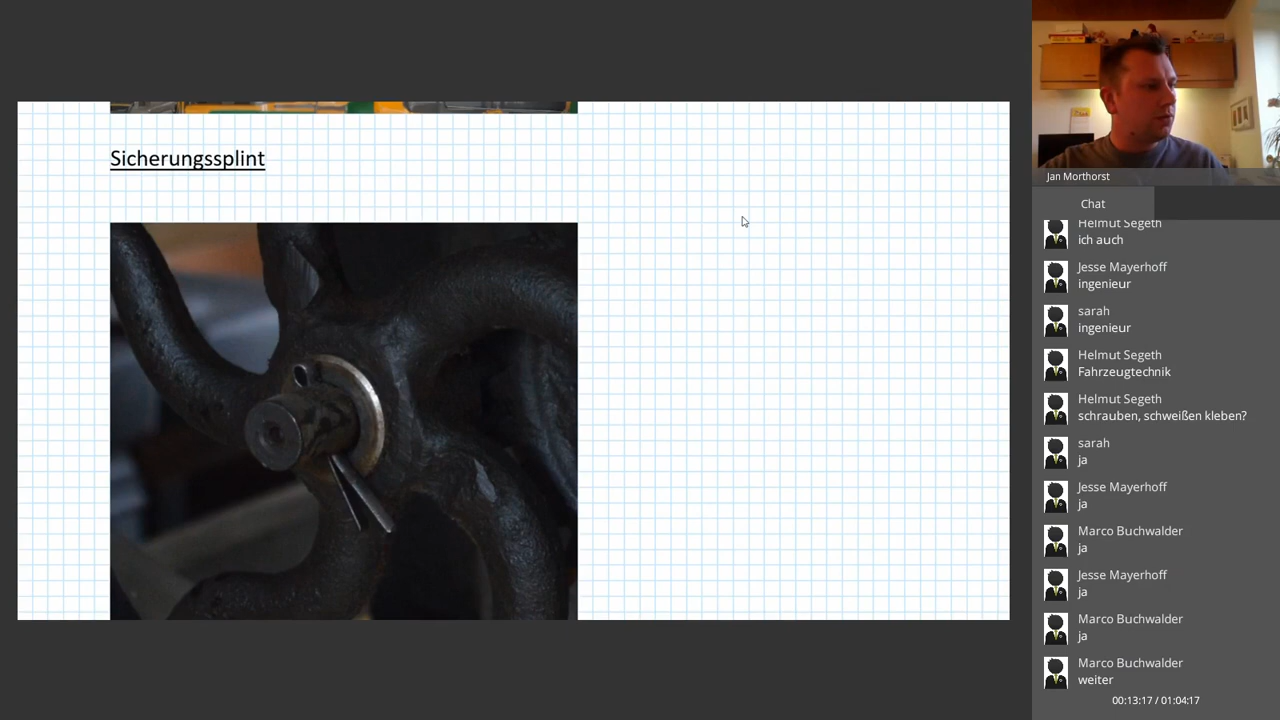 Sicherungssplint
Jan Morthorst
Chat
Helmut Segeth
ich auch
Jesse Mayerhoff
ingenieur
sarah
ingenieur
Helmut Segeth
Fahrzeugtechnik
Helmut Segeth
schrauben, schweißen kleben?
sarah
ja
Jesse Mayerhoff
ja
Marco Buchwalder
ja
Jesse Mayerhoff
ja
Marco Buchwalder
ja
Marco Buchwalder
weiter
00:13:17 / 01:04:17